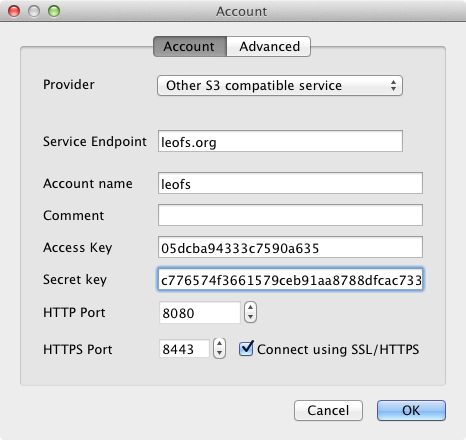 Account
Account Advanced
Provider Other S3 compatible service
Service Endpoint leofs.org
Account name leofs
Comment
Access Key 05dcba94333c7590a635
Secret key c776574f3661579ceb91aa8788dfcac733
HTTP Port 8080
HTTPS Port 8443 Connect using SSL/HTTPS
Cancel OK